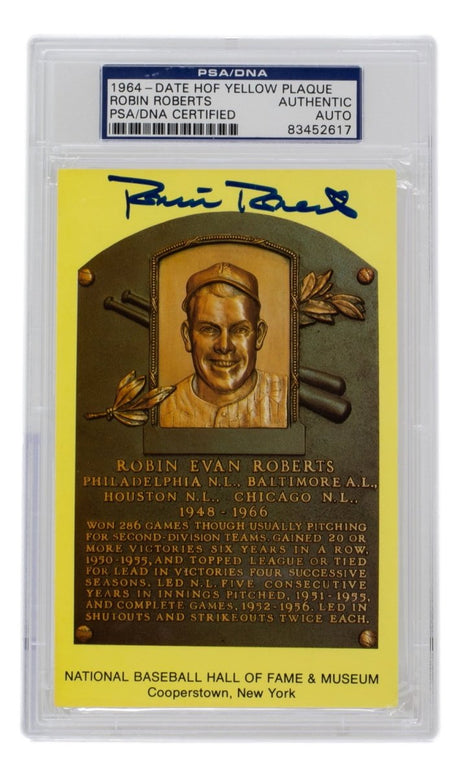 PSA/DNA
1964 - DATE HOF YELLOW PLAQUE
ROBIN ROBERTS AUTHENTIC
PSA/DNA CERTIFIED AUTO
83452617
Robin Roberts
ROBIN EVAN ROBERTS
PHILADELPHIA N.L., BALTIMORE A.L.,
HOUSTON N.L., CHICAGO N.L.,
1948 - 1966
WON 286 GAMES THOUGH USUALLY PITCHING
FOR SECOND-DIVISION TEAMS. GAINED 20 OR
MORE VICTORIES SIX YEARS IN A ROW,
1950-1955, AND TOPPED LEAGUE OR TIED
FOR LEAD IN VICTORIES FOUR SUCCESSIVE
SEASONS. LED N.L. FIVE CONSECUTIVE
YEARS IN INNINGS PITCHED, 1951-1955,
AND COMPLETE GAMES, 1952-1956. LED IN
SHUTOUTS AND STRIKEOUTS TWICE EACH.
NATIONAL BASEBALL HALL OF FAME & MUSEUM
Cooperstown, New York